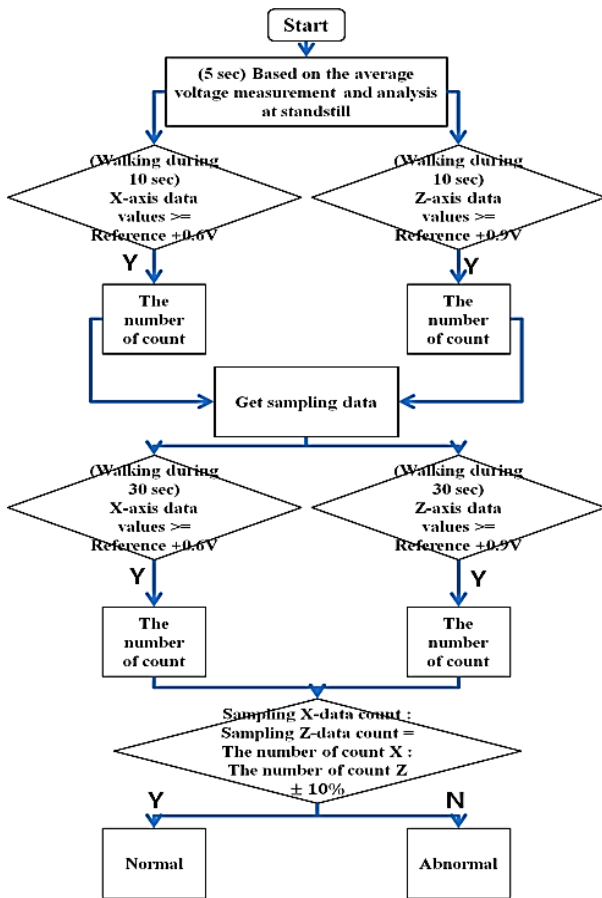 Start
(5 sec) Based on the average
voltage measurement and analysis
at standstill
(Walking during
10 sec)
X-axis data
values >=
Reference +0.6V
(Walking during
10 sec)
Z-axis data
values >=
Reference +0.9V
Y
Y
The
number
of count
The
number
of count
Get sampling data
(Walking during
30 sec)
X-axis data
values >=
Reference +0.6V
(Walking during
30 sec)
Z-axis data
values >=
Reference +0.9V
Y
Y
The
number
of count
The
number
of count
Sampling X-data count :
Sampling Z-data count =
The number of count X :
The number of count Z
± 10%
Y
N
Normal
Abnormal